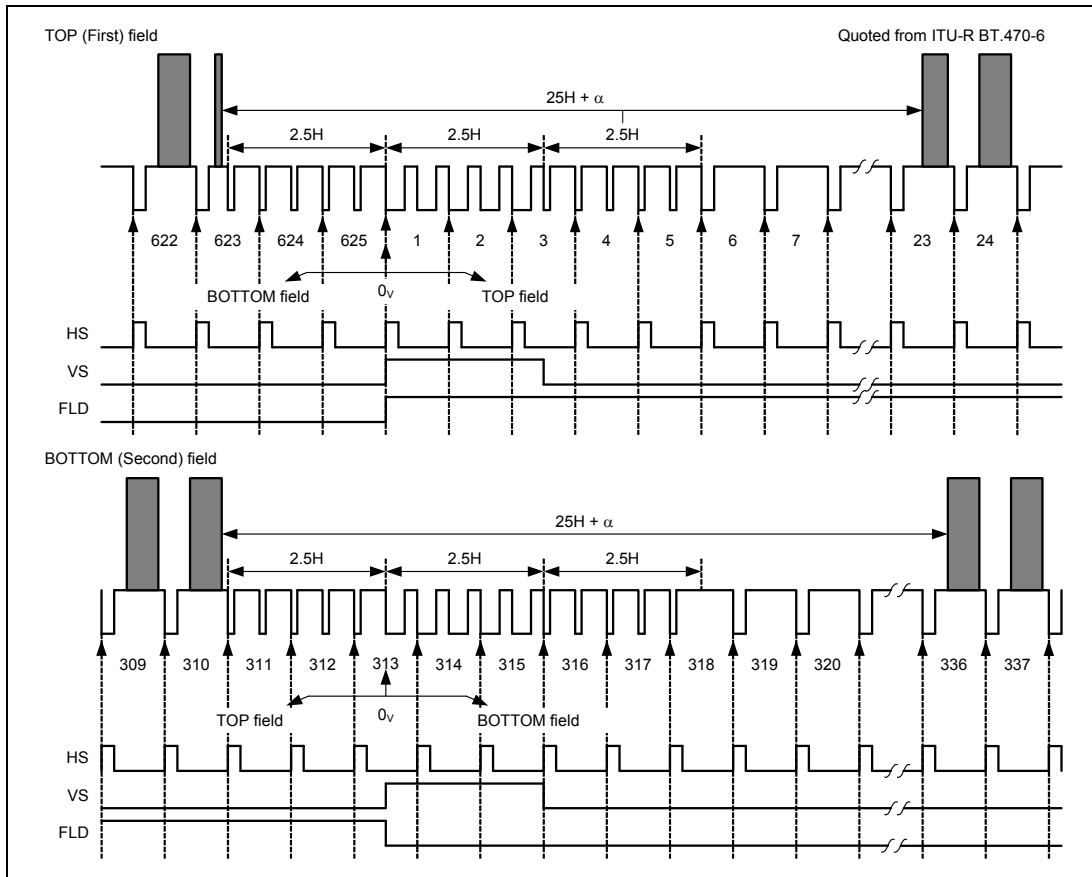 TOP (First) field Quoted from ITU-R BT.470-6
25H + α
2.5H 2.5H 2.5H
622 623 624 625 1 2 3 4 5 6 7 23 24
BOTTOM field 0V TOP field
HS
VS
FLD
BOTTOM (Second) field
25H + α
2.5H 2.5H 2.5H
309 310 311 312 313 314 315 316 317 318 319 320 336 337
TOP field 0V BOTTOM field
HS
VS
FLD